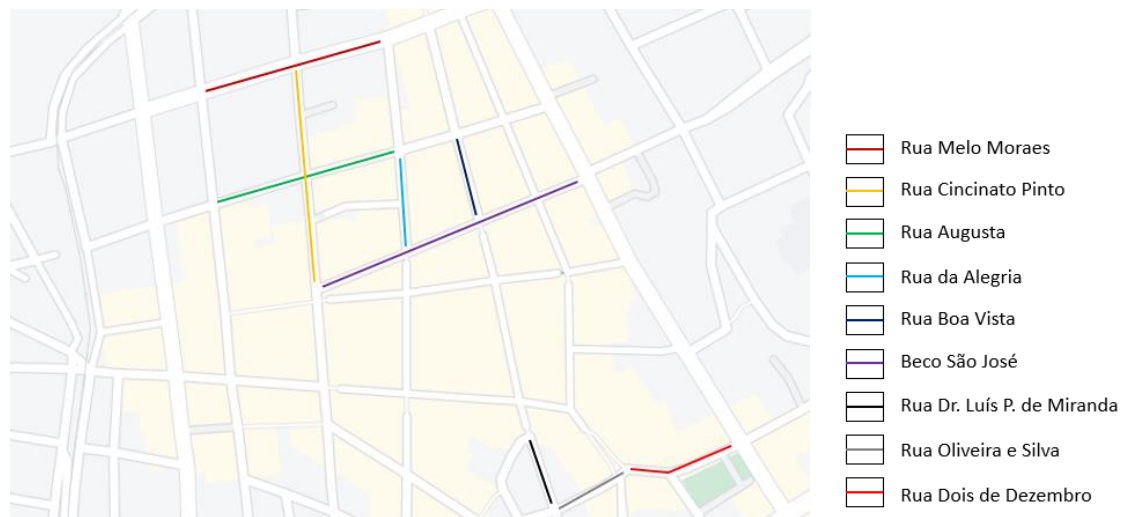 Rua Melo Moraes
Rua Cincinato Pinto
Rua Augusta
Rua da Alegria
Rua Boa Vista
Beco São José
Rua Dr. Luís P. de Miranda
Rua Oliveira e Silva
Rua Dois de Dezembro